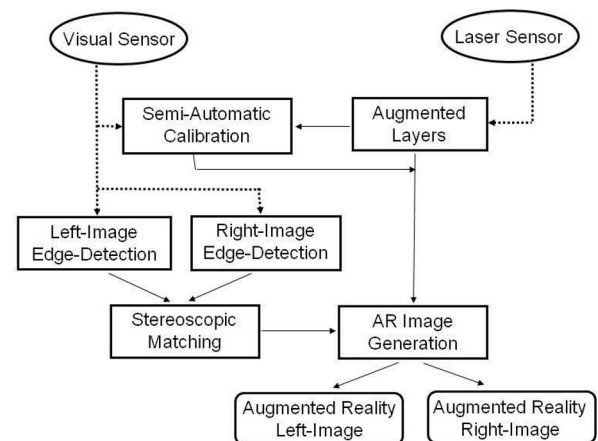 Visual Sensor
Laser Sensor
Semi-Automatic
Calibration
Augmented
Layers
Left-Image
Edge-Detection
Right-Image
Edge-Detection
Stereoscopic
Matching
AR Image
Generation
Augmented Reality
Left-Image
Augmented Reality
Right-Image